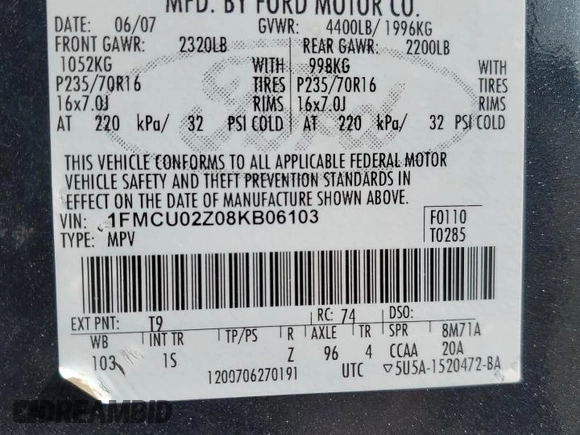 MFD. BY FORD MOTOR CO.
DATE: 06/07 GVWR: 4400LB/ 1996KG
FRONT GAWR: 2320LB REAR GAWR: 2200LB
1052KG WITH 998KG WITH
P235/70R16 TIRES P235/70R16 TIRES
16x7.0J RIMS 16x7.0J RIMS
AT 220 kPa/ 32 PSI COLD AT 220 kPa/ 32 PSI COLD
Ford
THIS VEHICLE CONFORMS TO ALL APPLICABLE FEDERAL MOTOR
VEHICLE SAFETY AND THEFT PREVENTION STANDARDS IN
EFFECT ON THE DATE OF MANUFACTURE SHOWN ABOVE.
VIN: 1FMCU02Z08KB06103 F0110
TYPE: MPV T0285
EXT PNT: T9 RC: 74 DSO:
WB INT TR TP/PS R AXLE TR SPR 8M71A
103 1S Z 96 4 CCAA 20A
1200706270191 UTC ▽5U5A-1520472-BA
DREAMBID.COM